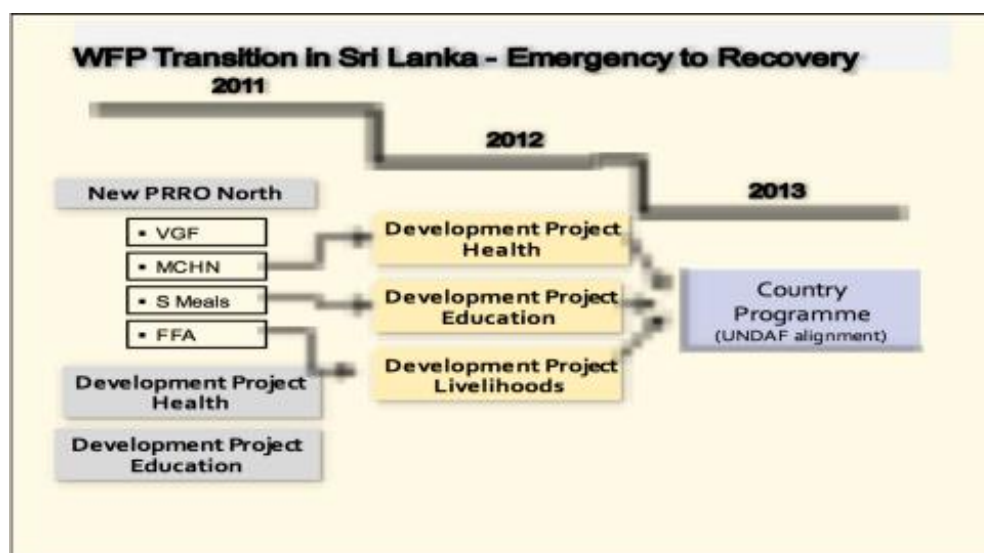 WFP Transition in Sri Lanka - Emergency to Recovery
2011
2012
2013
New PRRO North
▪ VGF
▪ MCHN
▪ S Meals
▪ FFA
Development Project
Health
Development Project
Education
Development Project
Health
Development Project
Education
Development Project
Livelihoods
Country
Programme
(UNDAF alignment)